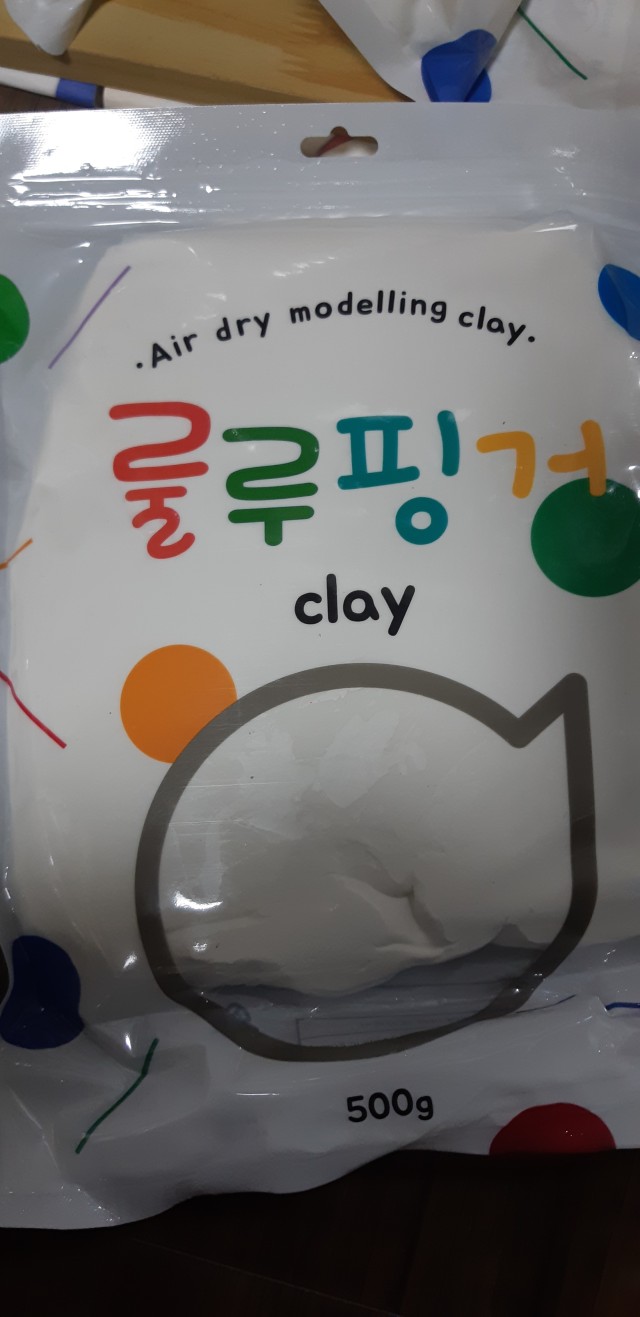 .Air dry modelling clay.
룰루핑거
clay
500g